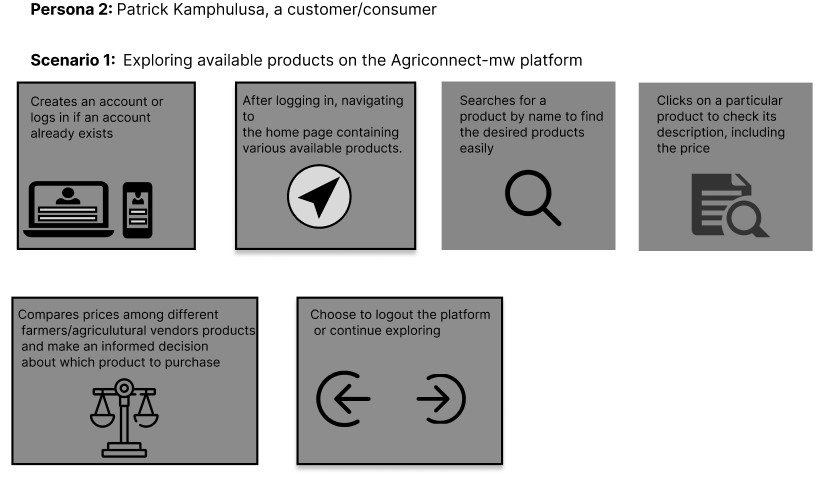 Persona 2: Patrick Kamphulusa, a customer/consumer
Scenario 1: Exploring available products on the Agriconnect-mw platform
Creates an account or
logs in if an account
already exists
After logging in, navigating
to
the home page containing
various available products.
Searches for a
product by name to find
the desired products
easily
Clicks on a particular
product to check its
description, including
the price
Compares prices among different
farmers/agriculutural vendors products
and make an informed decision
about which product to purchase
Choose to logout the platform
or continue exploring